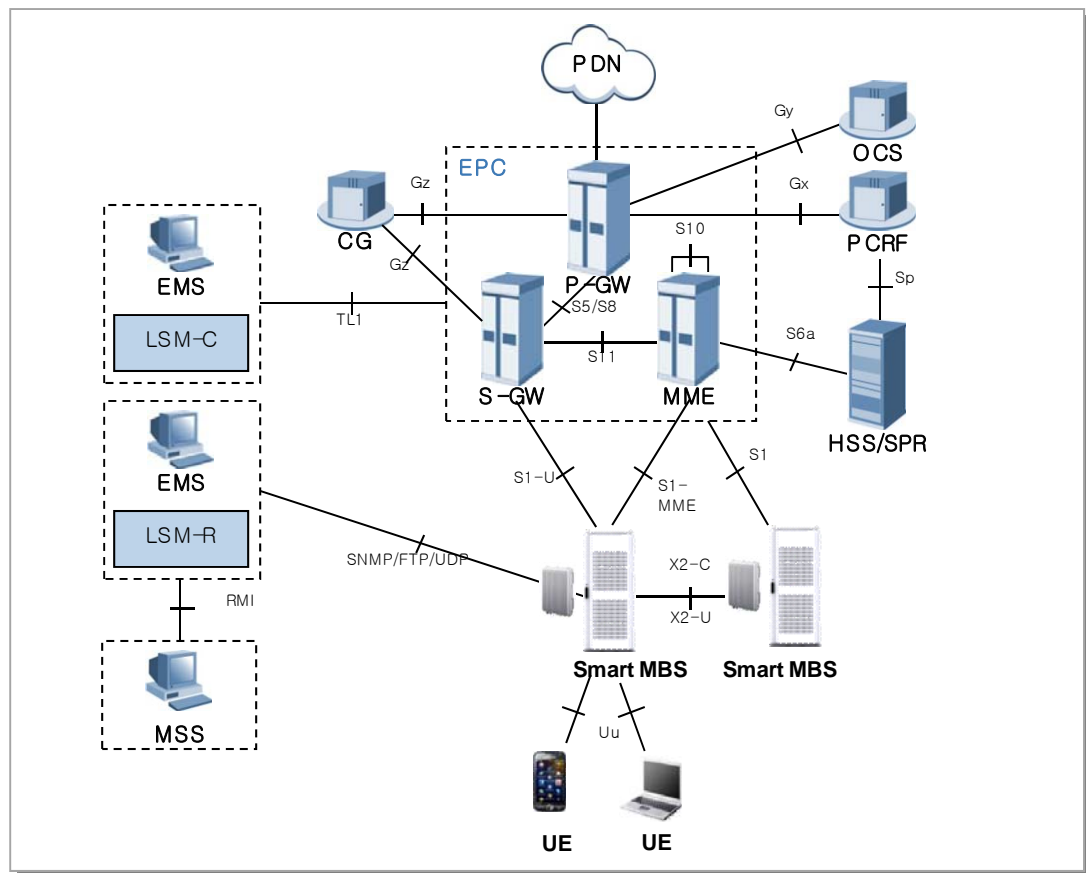 PDN
Gy
OCS
EPC
Gz
Gx
CG
S10
PCRF
Gz
EMS
P-GW
Sp
S5/S8
TL1
LSM-C
S11
S6a
S-GW
MME
HSS/SPR
S1
EMS
S1-U
S1-
MME
LSM-R
SNMP/FTP/UDP
X2-C
RMI
X2-U
Smart MBS
Smart MBS
MSS
Uu
UE
UE